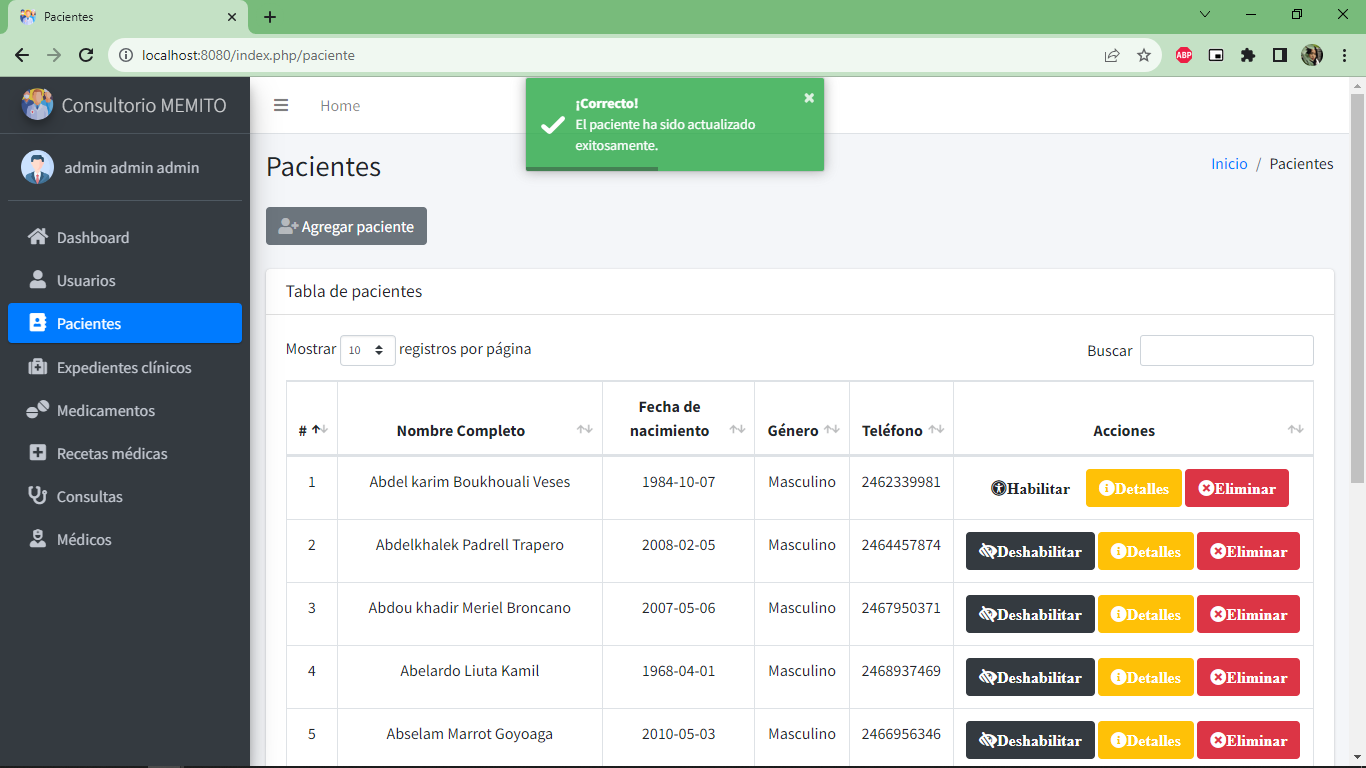 Pacientes
localhost:8080/index.php/paciente
ABP
Consultorio MEMITO
Home
¡Correcto!
El paciente ha sido actualizado
exitosamente.
admin admin admin
Pacientes
Inicio / Pacientes
Agregar paciente
Dashboard
Usuarios
Pacientes
Expedientes clínicos
Medicamentos
Recetas médicas
Consultas
Médicos
Tabla de pacientes
Mostrar 10 registros por página
Buscar
# Nombre Completo Fecha de nacimiento Género Teléfono Acciones
1 Abdel karim Boukhouali Veses 1984-10-07 Masculino 2462339981 Habilitar Detalles Eliminar
2 Abdelkhalek Padrell Trapero 2008-02-05 Masculino 2464457874 Deshabilitar Detalles Eliminar
3 Abdou khadir Meriel Broncano 2007-05-06 Masculino 2467950371 Deshabilitar Detalles Eliminar
4 Abelardo Liuta Kamil 1968-04-01 Masculino 2468937469 Deshabilitar Detalles Eliminar
5 Abselam Marrot Goyoaga 2010-05-03 Masculino 2466956346 Deshabilitar Detalles Eliminar